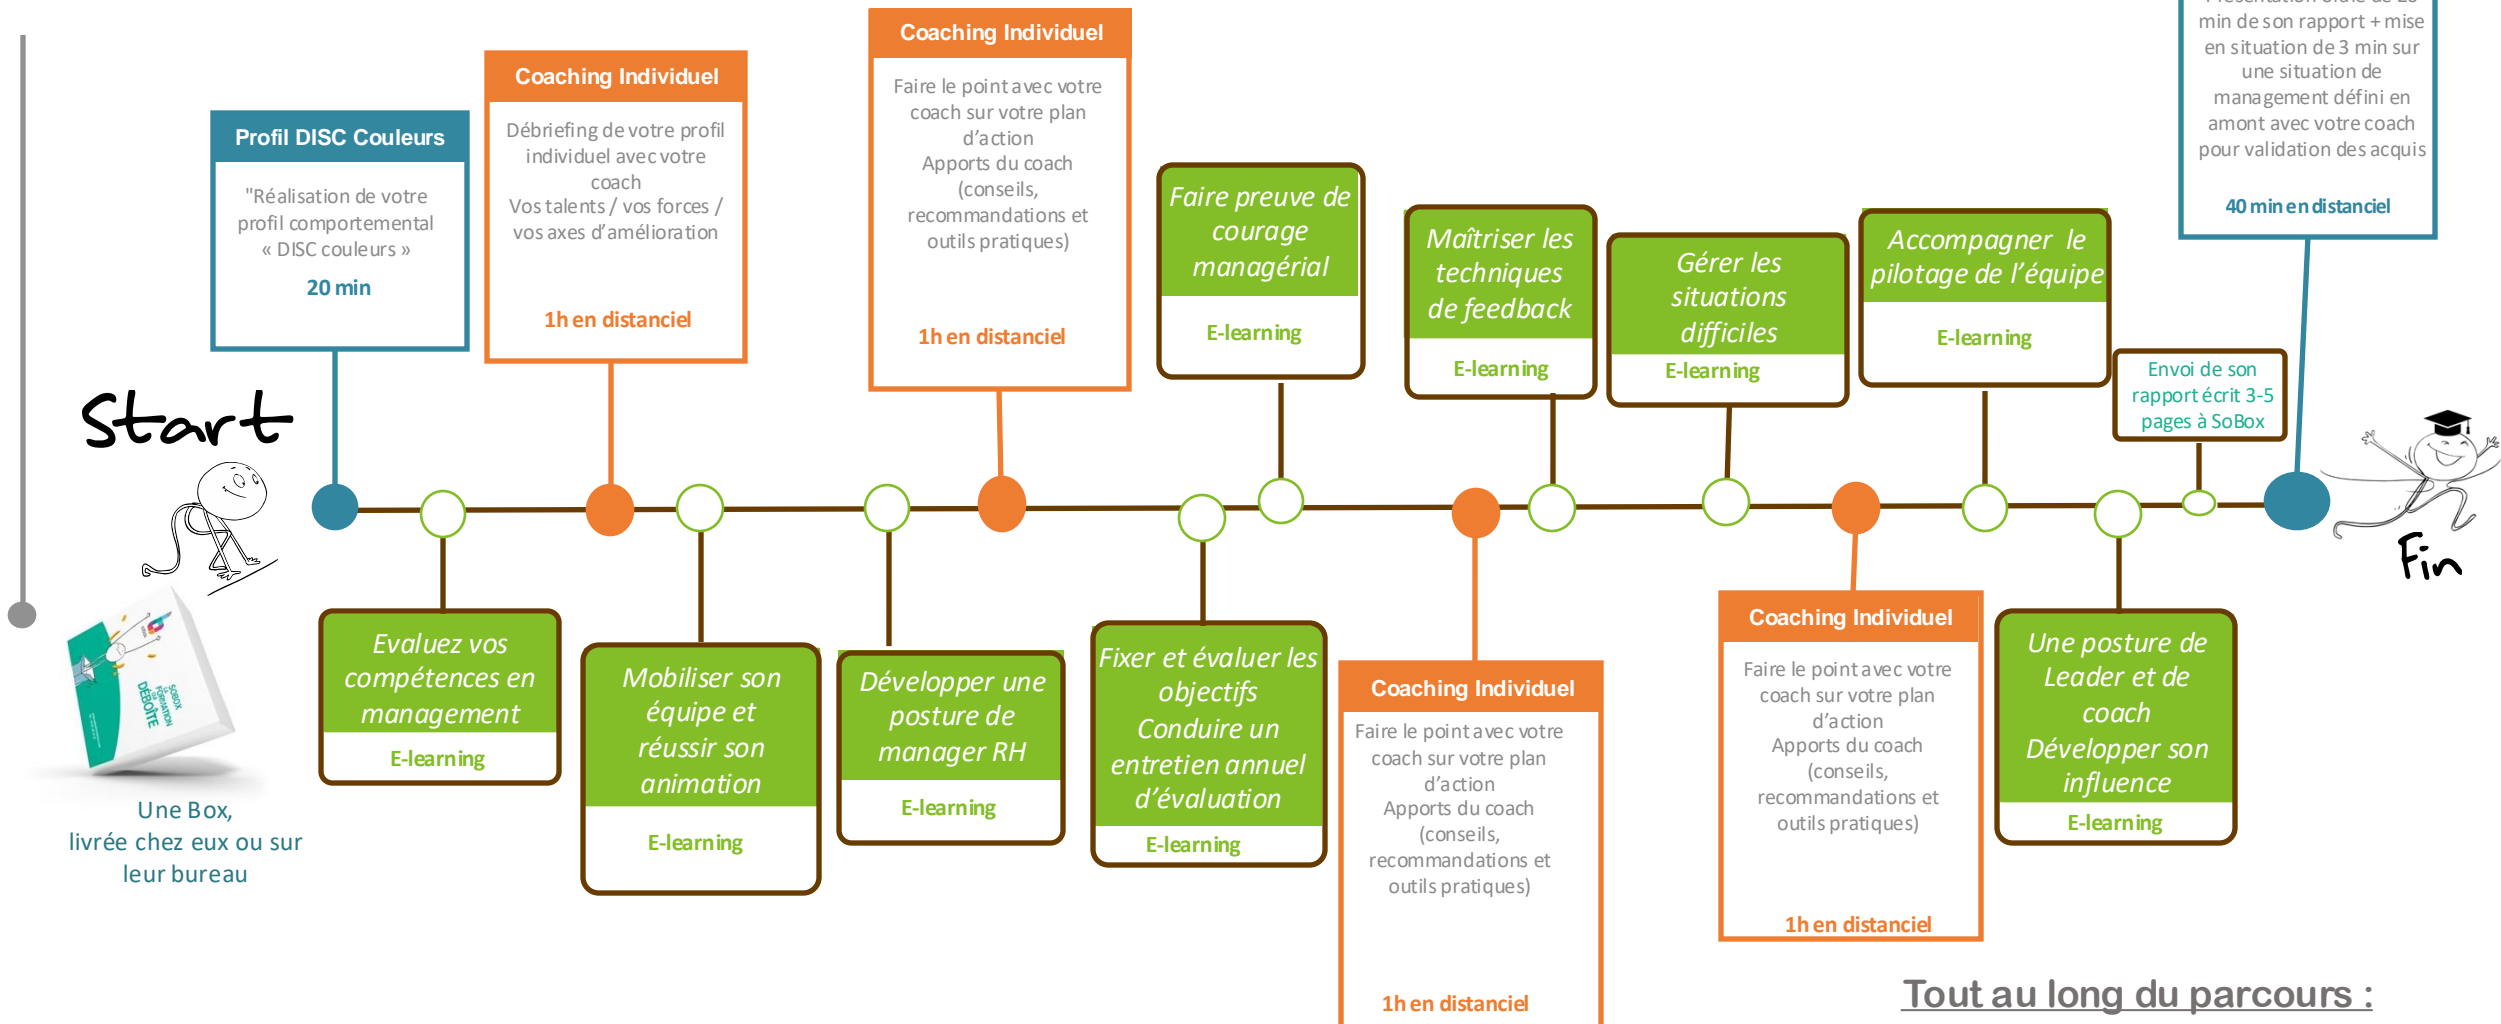 Coaching Individuel
Faire le point avec votre
coach sur votre plan
d'action
Apports du coach
(conseils,
recommandations et
outils pratiques)
1h en distanciel
min de son rapport + mise
en situation de 3 min sur
une situation de
management défini en
amont avec votre coach
pour validation des acquis
40 min en distanciel
Coaching Individuel
Débriefing de votre profil
individuel avec votre
coach
Vos talents / vos forces /
vos axes d'amélioration
1h en distanciel
Profil DISC Couleurs
"Réalisation de votre
profil comportemental
« DISC couleurs »
20 min
Faire preuve de
courage
managérial
E-learning
Maîtriser les
techniques
de feedback
E-learning
Gérer les
situations
difficiles
E-learning
Accompagner le
pilotage de l'équipe
E-learning
Envoi de son
rapport écrit 3-5
pages à SoBox
Start
Fin
SOBOX
LA
FORMATION
QUI
DÉBOÎTE
Une Box,
livrée chez eux ou sur
leur bureau
Evaluez vos
compétences en
management
E-learning
Mobiliser son
équipe et
réussir son
animation
E-learning
Développer une
posture de
manager RH
E-learning
Fixer et évaluer les
objectifs
Conduire un
entretien annuel
d'évaluation
E-learning
Coaching Individuel
Faire le point avec votre
coach sur votre plan
d'action
Apports du coach
(conseils,
recommandations et
outils pratiques)
1h en distanciel
Coaching Individuel
Faire le point avec votre
coach sur votre plan
d'action
Apports du coach
(conseils,
recommandations et
outils pratiques)
1h en distanciel
Une posture de
Leader et de
coach
Développer son
influence
E-learning
Tout au long du parcours :